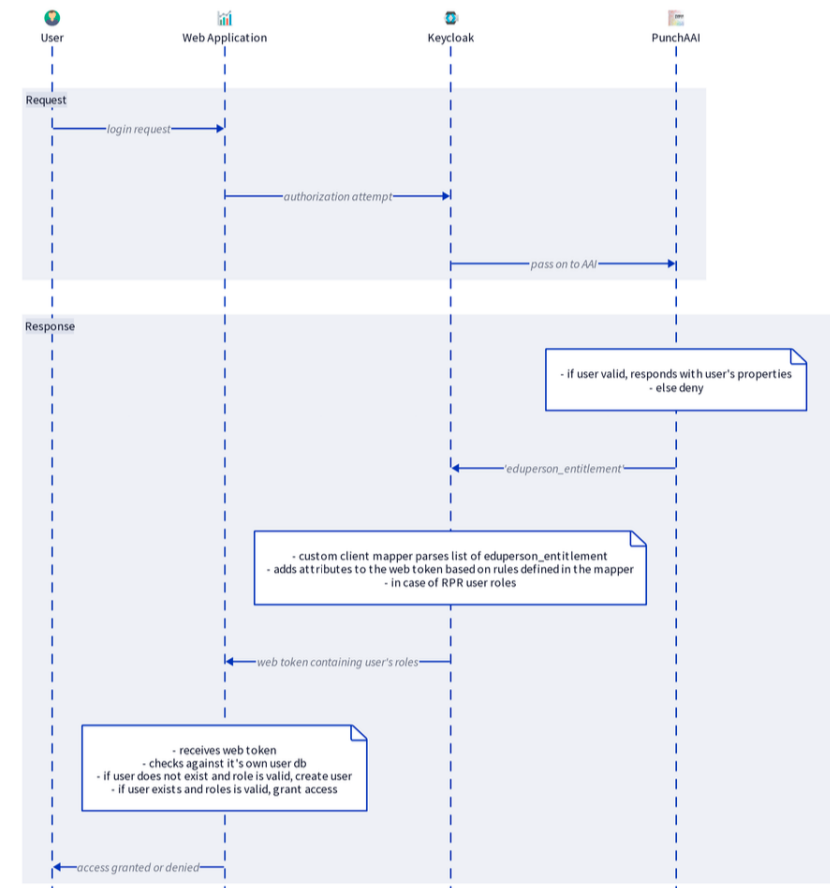 User
Web Application
Keycloak
PunchAAI
Request
login request
authorization attempt
pass on to AAI
Response
- if user valid, responds with user's properties
- else deny
'eduperson_entitlement'
- custom client mapper parses list of eduperson_entitlement
- adds attributes to the web token based on rules defined in the mapper
- in case of RPR user roles
web token containing user's roles
- receives web token
- checks against it's own user db
- if user does not exist and role is valid, create user
- if user exists and roles is valid, grant access
access granted or denied